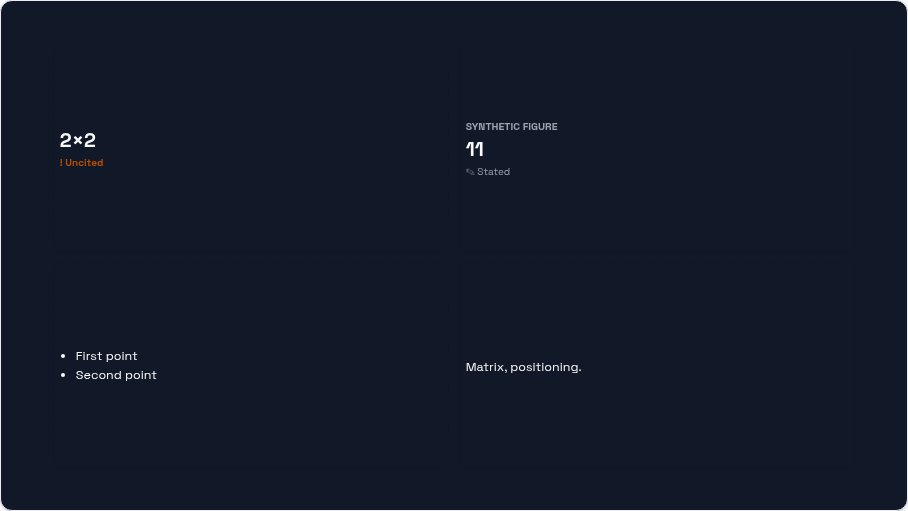 2×2
! Uncited
SYNTHETIC FIGURE
11
✎ Stated
• First point
• Second point
Matrix, positioning.